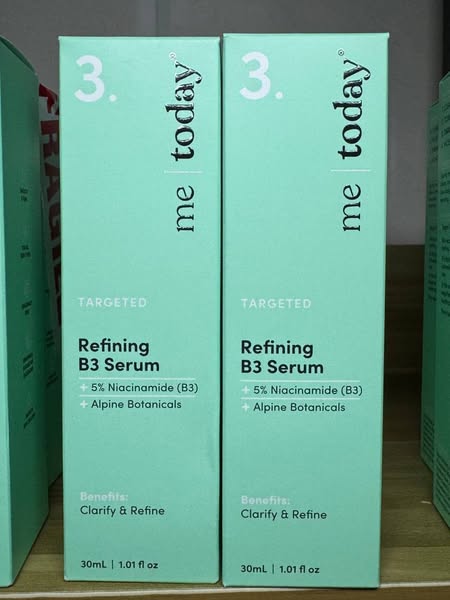 3.
me today®
TARGETED
Refining
B3 Serum
+ 5% Niacinamide (B3)
+ Alpine Botanicals
Benefits:
Clarify & Refine
30mL | 1.01 fl oz
3.
me today®
TARGETED
Refining
B3 Serum
+ 5% Niacinamide (B3)
+ Alpine Botanicals
Benefits:
Clarify & Refine
30mL | 1.01 fl oz